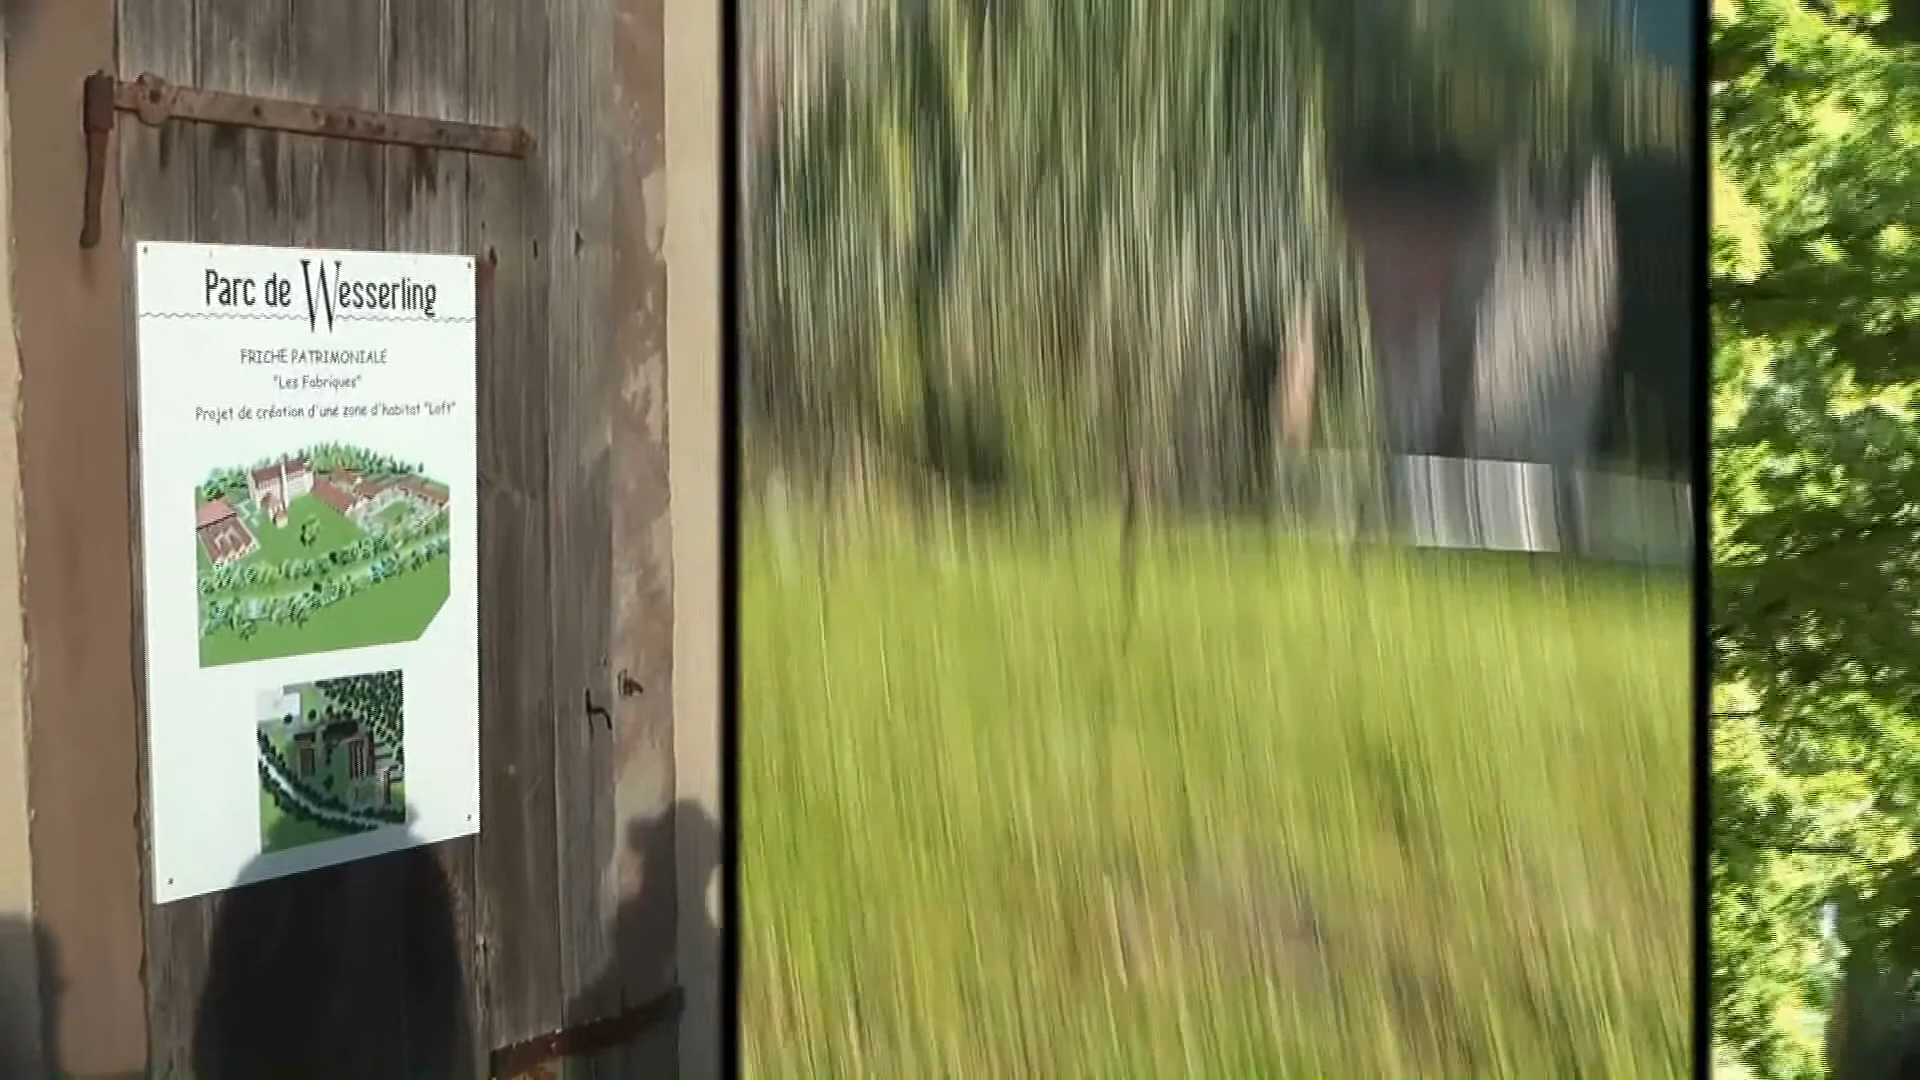 Parc de Wesserling
FRICHE PATRIMONIALE
"Les Fabriques"
Projet de création d'une zone d'habitat "Loft"